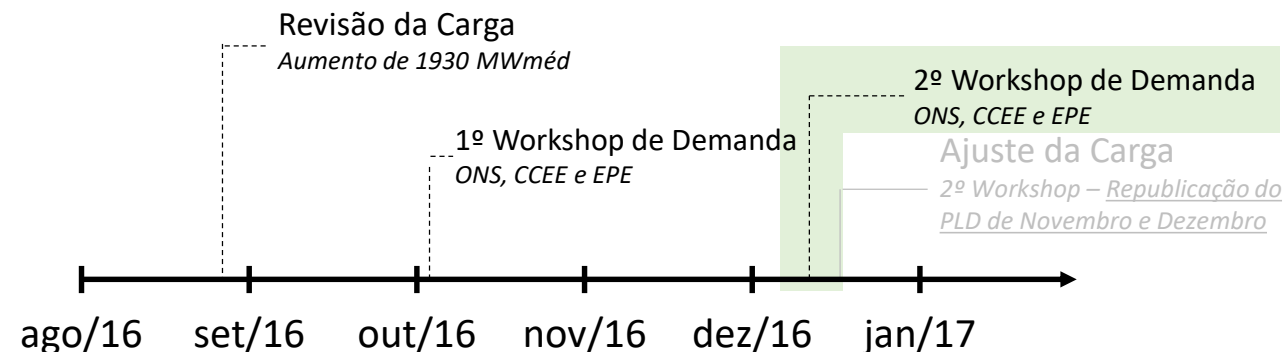 Revisão da Carga
Aumento de 1930 MWméd
2º Workshop de Demanda
ONS, CCEE e EPE
1º Workshop de Demanda
ONS, CCEE e EPE
Ajuste da Carga
2º Workshop – Republicação do
PLD de Novembro e Dezembro
ago/16 set/16 out/16 nov/16 dez/16 jan/17